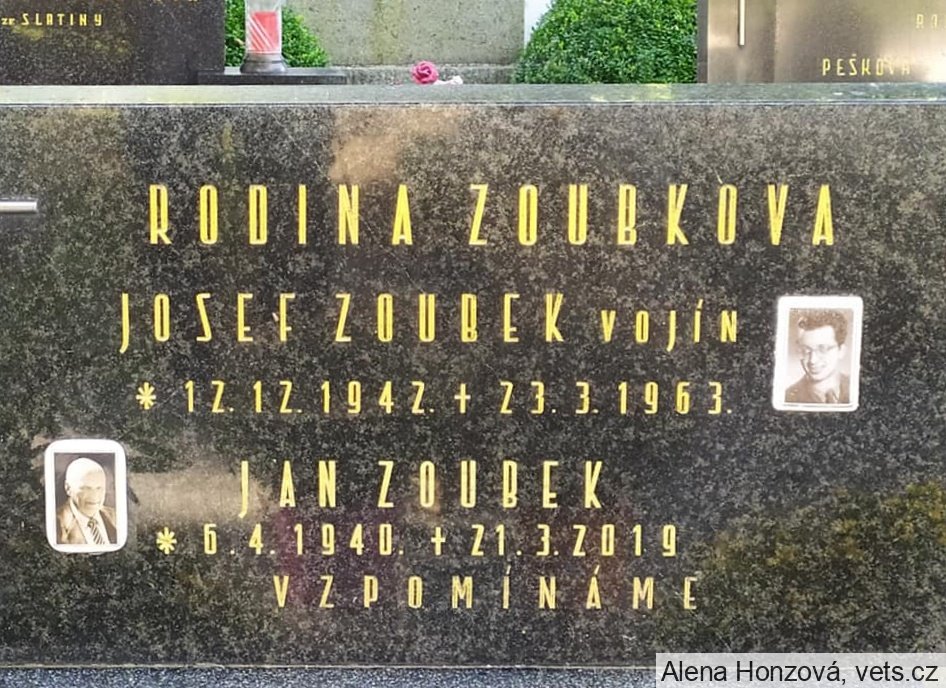 ze SLATINY
PEŠKOVA
RODINA ZOUBKOVA
JOSEF ZOUBEK VOJÍN
* 12.12.1942. + 23.3.1963.
JAN ZOUBEK
* 6.4.1940. + 21.3.2019
VZPOMÍNÁME
Alena Honzová, vets.cz